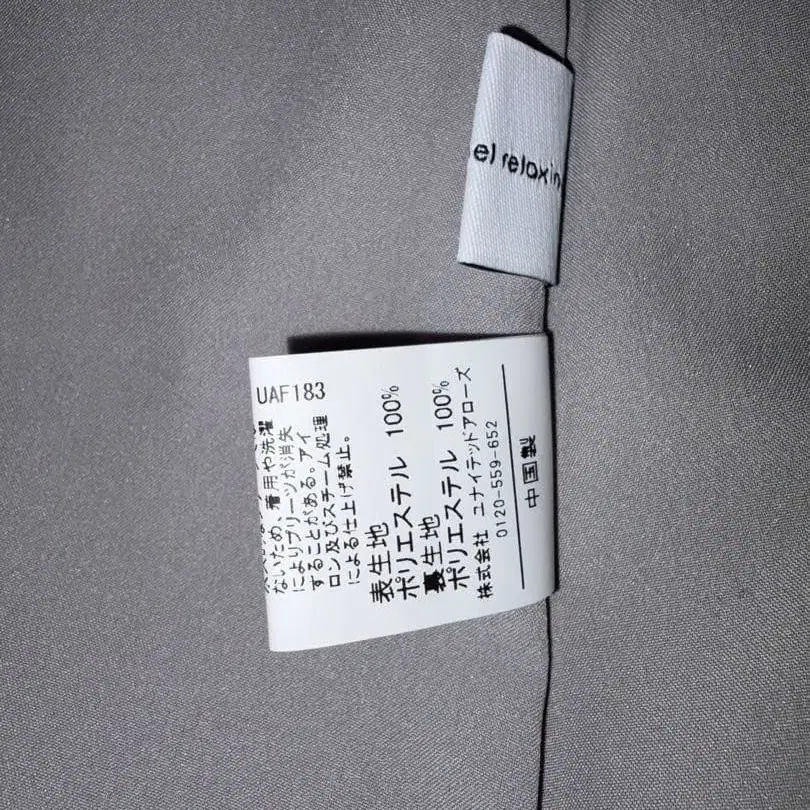 el relaxin
UAF183
ないため、着用や洗濯
によりプリーツが消失
することがある。アイ
ロン及びスチーム処理
による仕上げ禁止。
表生地
ポリエステル 100%
裏生地
ポリエステル 100%
株式会社 ユナイテッドアローズ
0120-559-652
中国製